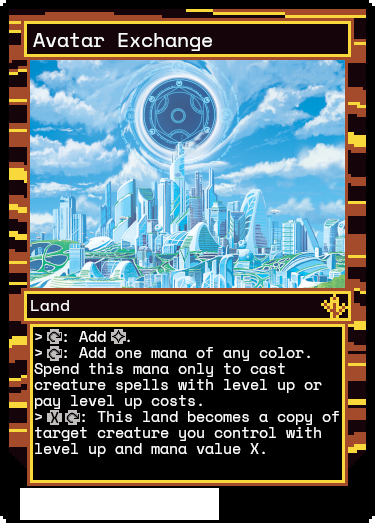 Avatar Exchange
Land
> : Add .
> : Add one mana of any color.
Spend this mana only to cast
creature spells with level up or
pay level up costs.
> X : This land becomes a copy of
target creature you control with
level up and mana value X.